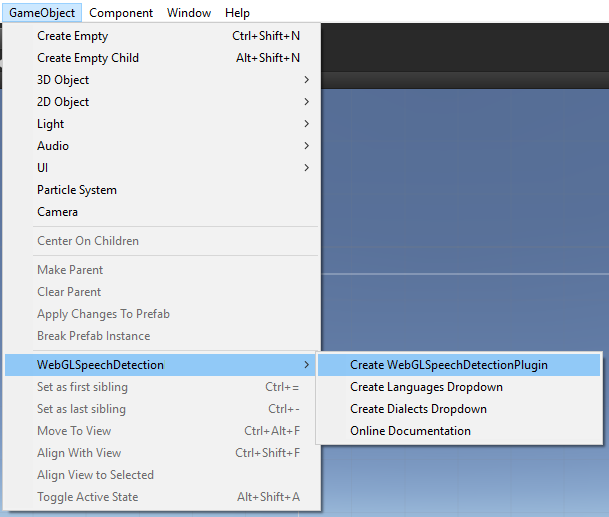 GameObject Component Window Help
Create Empty Ctrl+Shift+N
Create Empty Child Alt+Shift+N
3D Object
2D Object
Light
Audio
UI
Particle System
Camera
Center On Children
Make Parent
Clear Parent
Apply Changes To Prefab
Break Prefab Instance
WebGLSpeechDetection Create WebGLSpeechDetectionPlugin
Set as first sibling Ctrl+= Create Languages Dropdown
Set as last sibling Ctrl+- Create Dialects Dropdown
Move To View Ctrl+Alt+F Online Documentation
Align With View Ctrl+Shift+F
Align View to Selected
Toggle Active State Alt+Shift+A